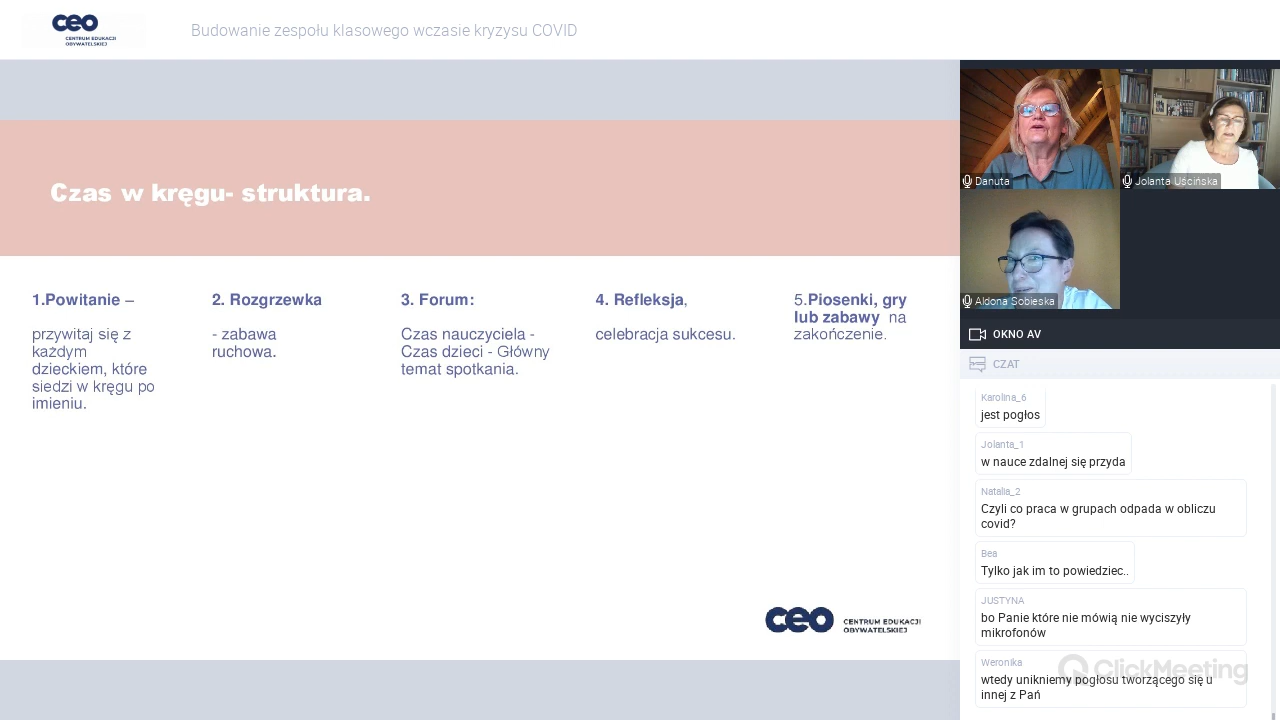 ceo
CENTRUM EDUKACJI
OBYWATELSKIEJ
Budowanie zespołu klasowego wczasie kryzysu COVID
Czas w kręgu- struktura.
1.Powitanie –
przywitaj się z
każdym
dzieckiem, które
siedzi w kręgu po
imieniu.
2. Rozgrzewka
- zabawa
ruchowa.
3. Forum:
Czas nauczyciela -
Czas dzieci - Główny
temat spotkania.
4. Refleksja,
celebracja sukcesu.
5.Piosenki, gry
lub zabawy na
zakończenie.
ceo
CENTRUM EDUKACJI
OBYWATELSKIEJ
Danuta
Jolanta Uścińska
Aldona Sobieska
OKNO AV
CZAT
Karolina_6
jest pogłos
Jolanta_1
w nauce zdalnej się przyda
Natalia_2
Czyli co praca w grupach odpada w obliczu
covid?
Bea
Tylko jak im to powiedziec..
JUSTYNA
bo Panie które nie mówią nie wyciszyły
mikrofonów
Weronika
wtedy unikniemy pogłosu tworzącego się u
innej z Pań
ClickMeeting